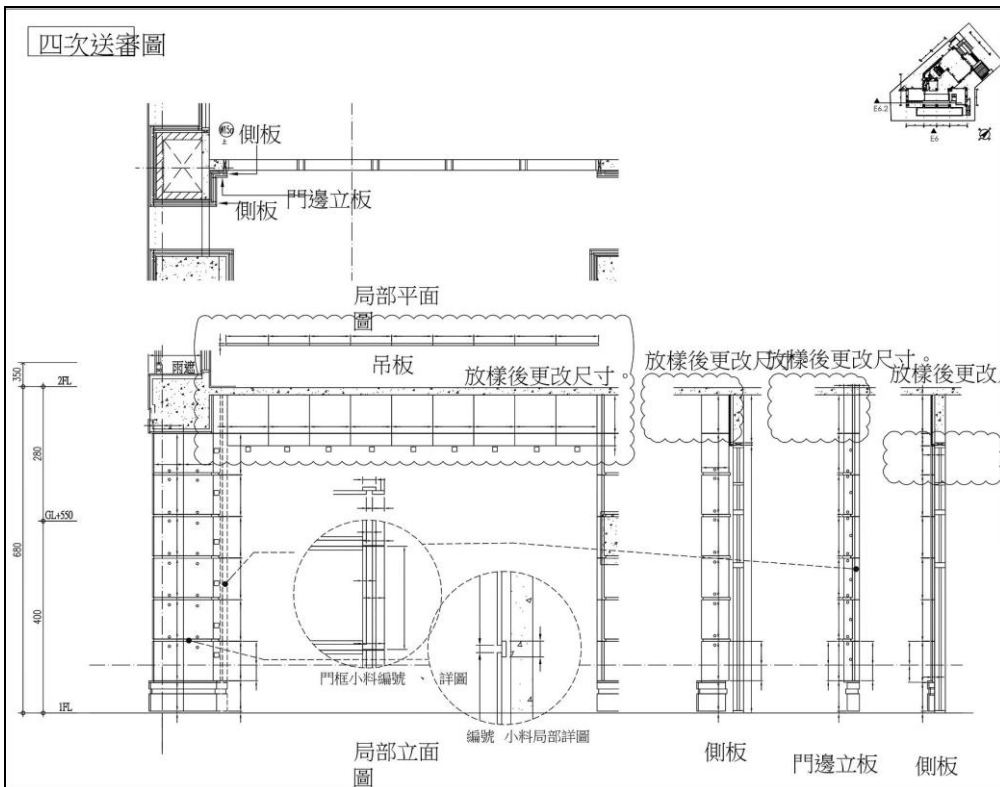 四次送審圖
E6.2
E6
側板
門邊立板
側板
局部平面
圖
吊板
放樣後更改尺寸。
放樣後更改尺寸。
放樣後更改尺寸。
放樣後更改
雨遮
350
2FL
280
GL+550
680
400
1FL
門框小料編號 、 詳圖
編號 小料局部詳圖
局部立面
圖
側板
門邊立板
側板